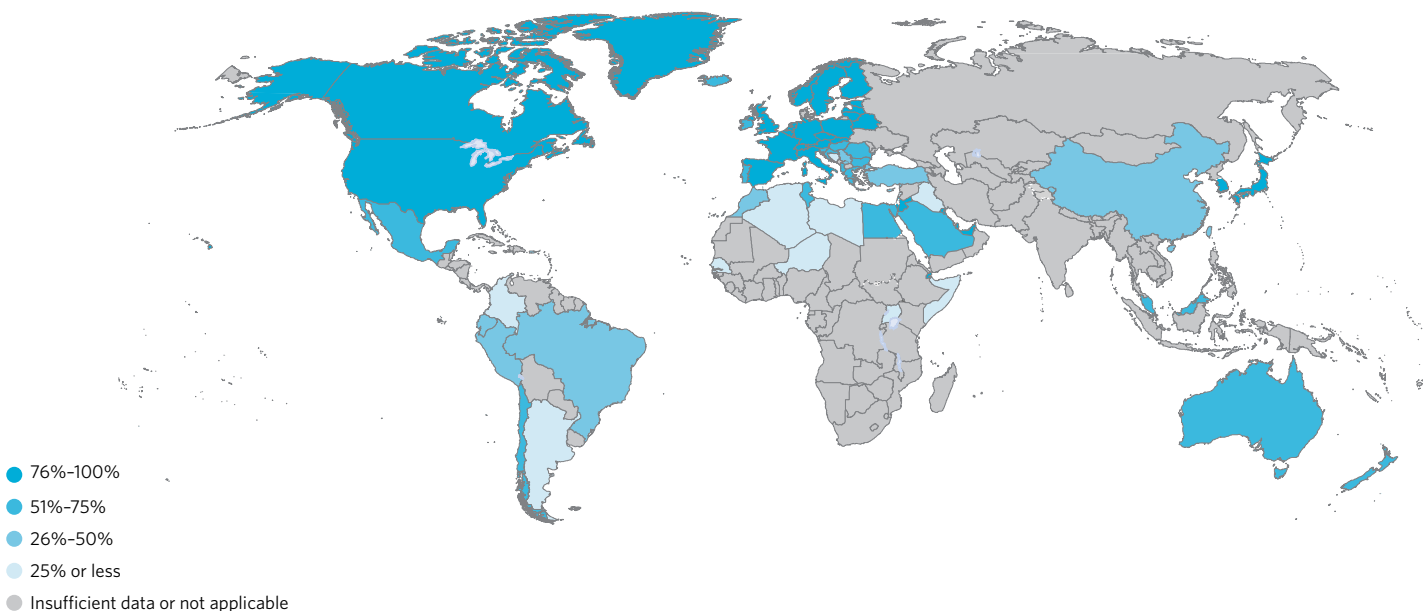 76%–100%
51%–75%
26%–50%
25% or less
Insufficient data or not applicable